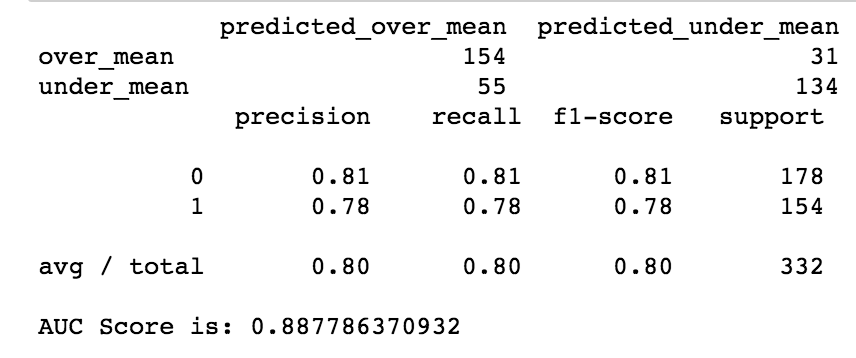 predicted_over_mean predicted_under_mean
over_mean 154 31
under_mean 55 134
precision recall f1-score support
0 0.81 0.81 0.81 178
1 0.78 0.78 0.78 154
avg / total 0.80 0.80 0.80 332
AUC Score is: 0.887786370932